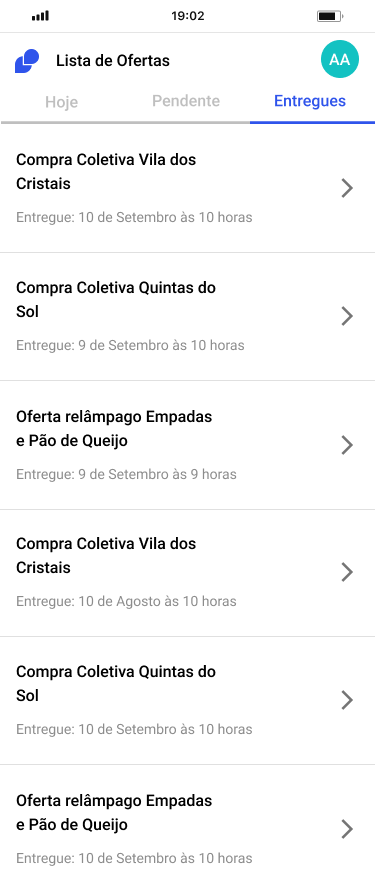 19:02
Lista de Ofertas
AA
Hoje
Pendente
Entregues
Compra Coletiva Vila dos
Cristais
Entregue: 10 de Setembro às 10 horas
Compra Coletiva Quintas do
Sol
Entregue: 9 de Setembro às 10 horas
Oferta relâmpago Empadas
e Pão de Queijo
Entregue: 9 de Setembro às 9 horas
Compra Coletiva Vila dos
Cristais
Entregue: 10 de Agosto às 10 horas
Compra Coletiva Quintas do
Sol
Entregue: 10 de Setembro às 10 horas
Oferta relâmpago Empadas
e Pão de Queijo
Entregue: 10 de Setembro às 10 horas